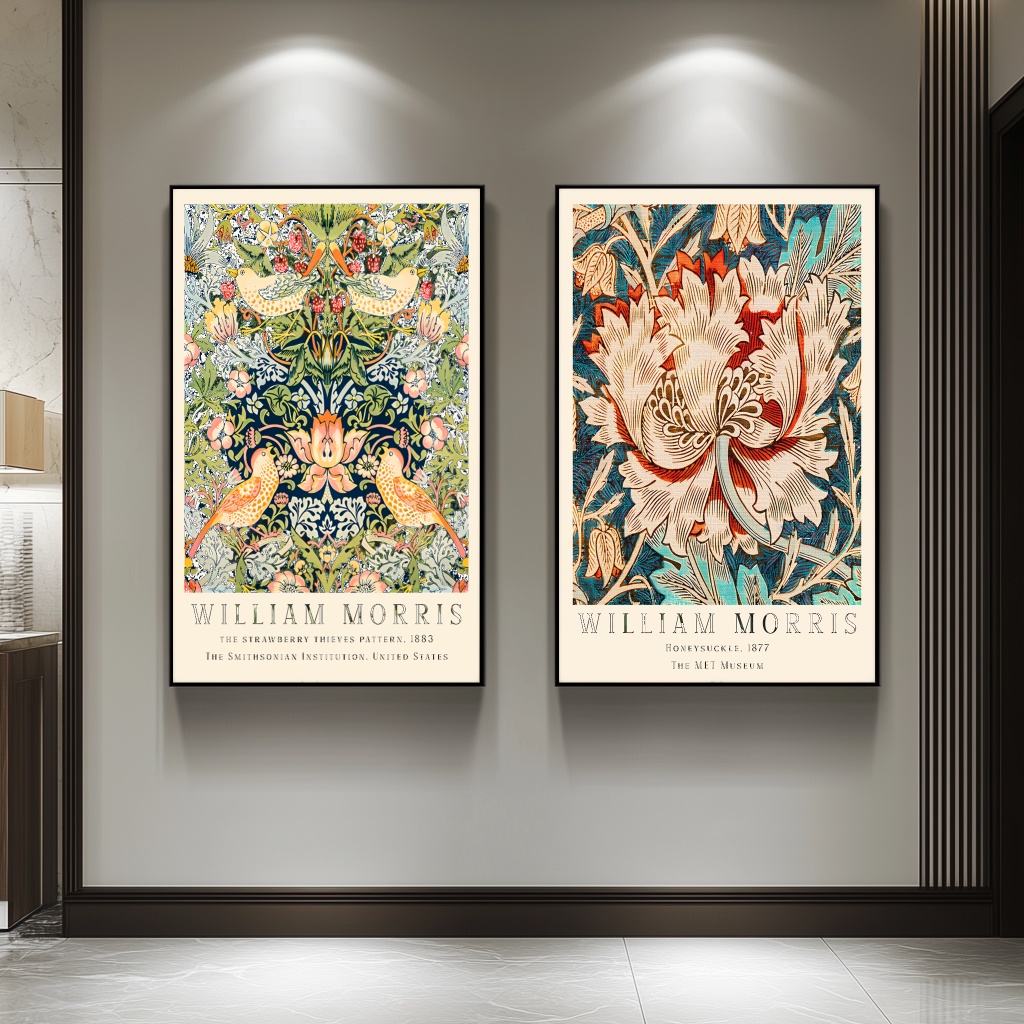 WILLIAM MORRIS
THE STRAWBERRY THIEVES PATTERN, 1883
THE SMITHSONIAN INSTITUTION, UNITED STATES
WILLIAM MORRIS
HONEYSUCKLE, 1877
THE MET MUSEUM